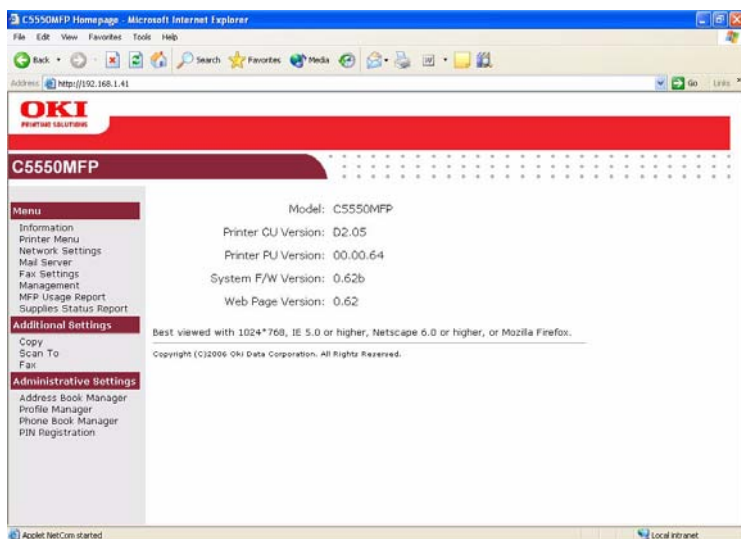 C5550MFP Homepage - Microsoft Internet Explorer
File Edit View Favorites Tools Help
Back Search Favorites Media
Address http://192.168.1.41 Go Links »
OKI
PRINTING SOLUTIONS
C5550MFP
Menu
Information
Printer Menu
Network Settings
Mail Server
Fax Settings
Management
MFP Usage Report
Supplies Status Report
Additional Settings
Copy
Scan To
Fax
Administrative Settings
Address Book Manager
Profile Manager
Phone Book Manager
PIN Registration
Model: C5550MFP
Printer CU Version: D2.05
Printer PU Version: 00.00.64
System F/W Version: 0.62b
Web Page Version: 0.62
Best viewed with 1024*768, IE 5.0 or higher, Netscape 6.0 or higher, or Mozilla Firefox.
Copyright (C)2006 Oki Data Corporation. All Rights Reserved.
Applet NetCom started
Local intranet